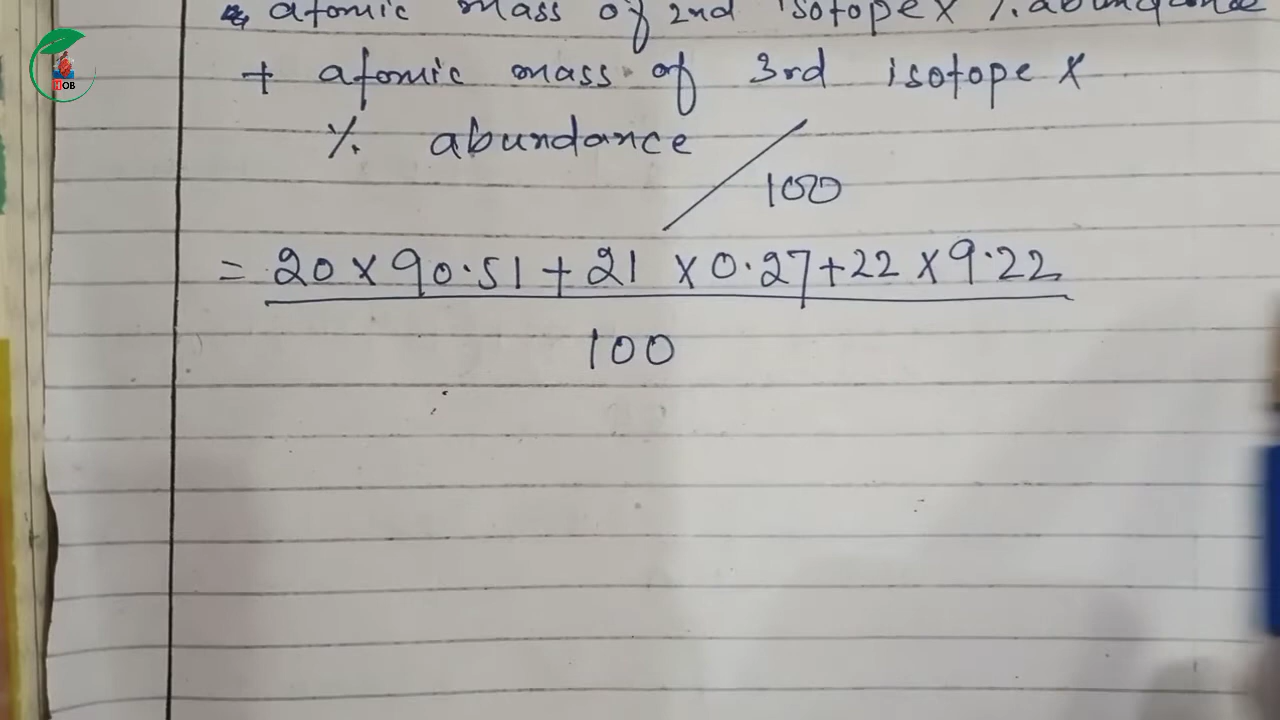 & atomic mass of 2nd isotope x %. abundance
+ atomic mass of 3rd isotope x
%. abundance
100
= 20 x 90.51 + 21 x 0.27 + 22 x 9.22
100
HOB